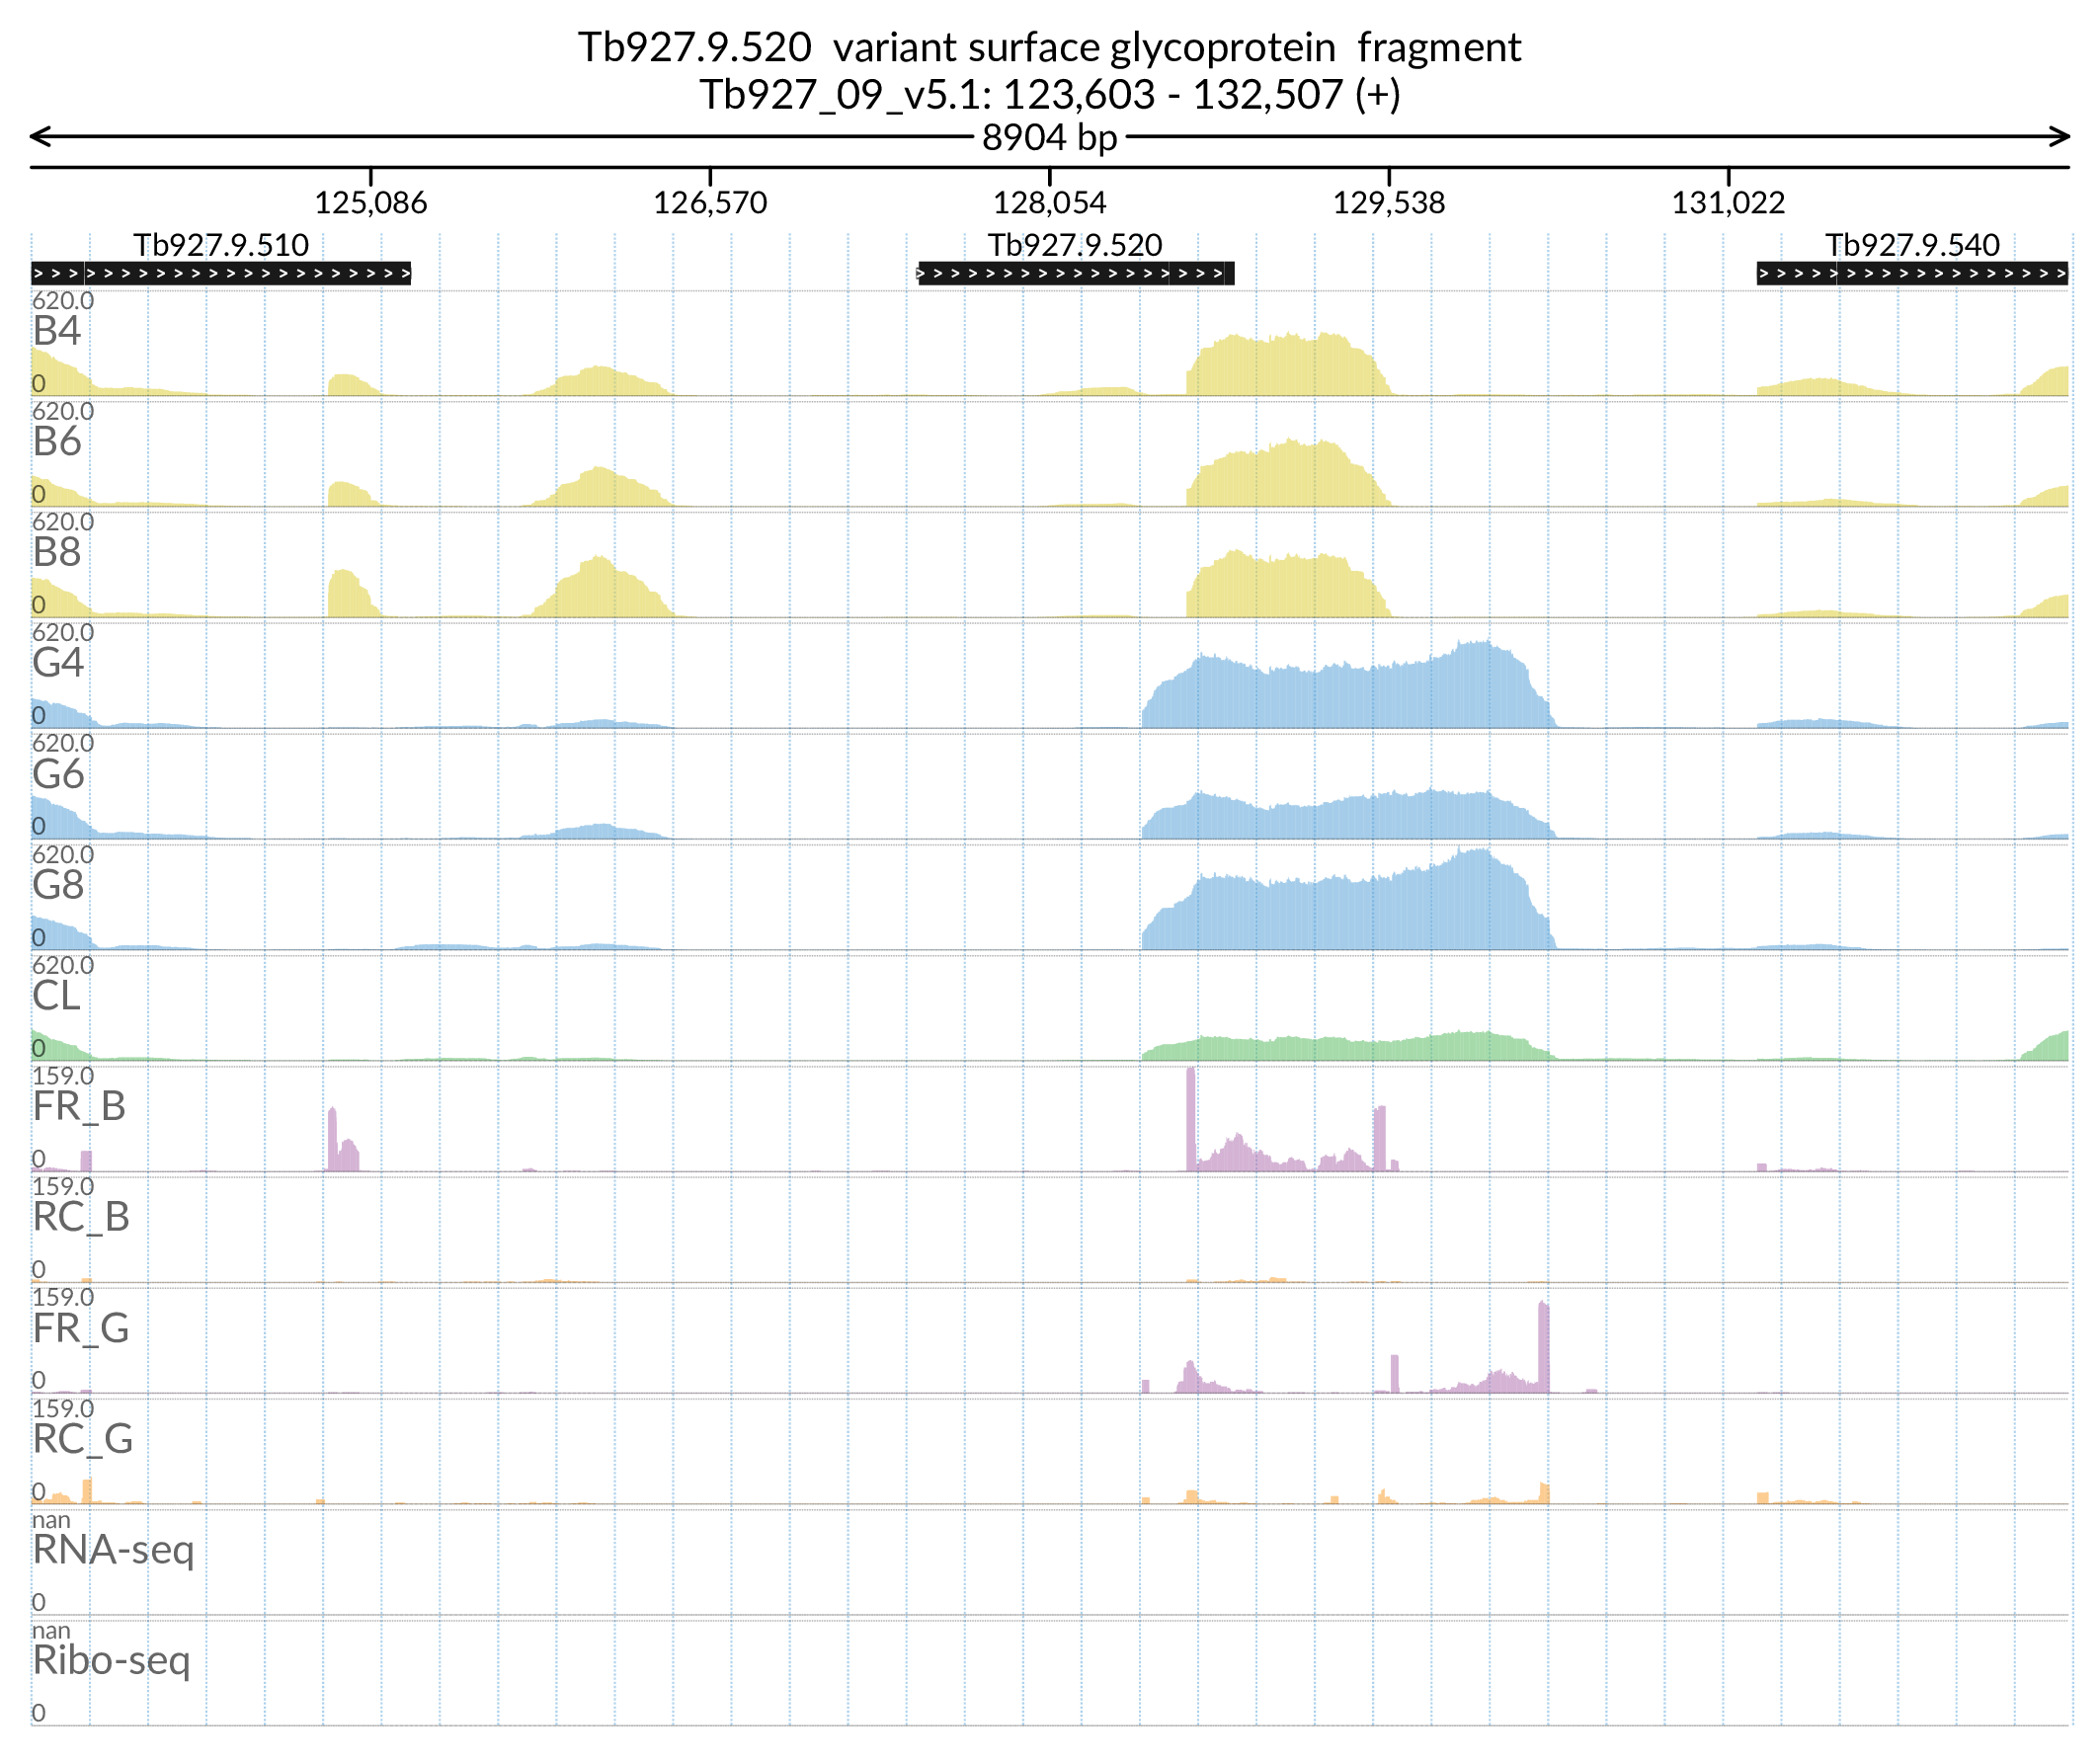 Tb927.9.520  variant surface glycoprotein  fragment
Tb927_09_v5.1: 123,603 - 132,507 (+)
8904 bp
125,086 126,570 128,054 129,538 131,022
Tb927.9.510 Tb927.9.520 Tb927.9.540
620.0
B4
0
620.0
B6
0
620.0
B8
0
620.0
G4
0
620.0
G6
0
620.0
G8
0
620.0
CL
0
159.0
FR_B
0
159.0
RC_B
0
159.0
FR_G
0
159.0
RC_G
0
nan
RNA-seq
0
nan
Ribo-seq
0